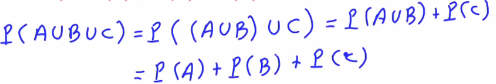 P(A∪B∪C) = P((A∪B)∪C) = P(A∪B)+P(C)
= P(A)+P(B)+P(C)